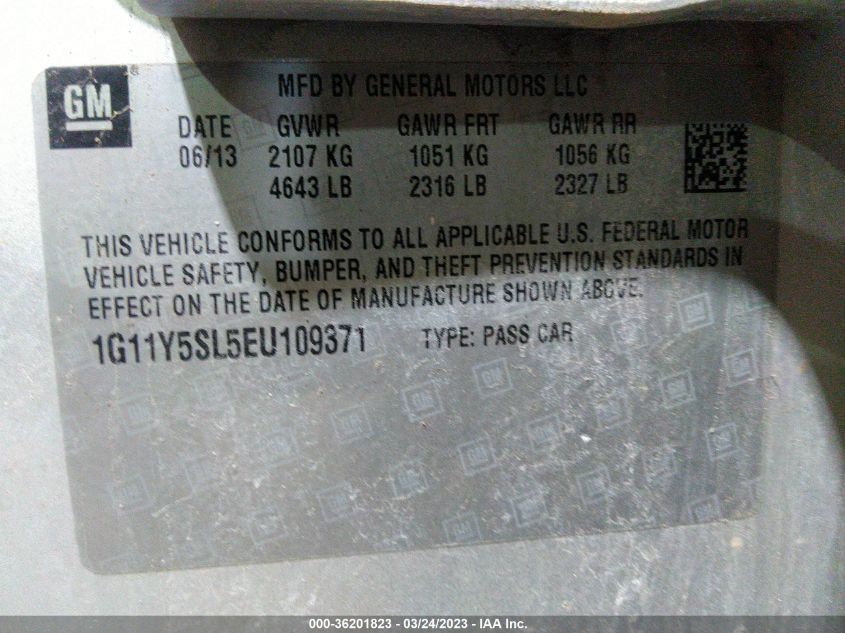 GM
MFD BY GENERAL MOTORS LLC
DATE GVWR GAWR FRT GAWR RR
06/13 2107 KG 1051 KG 1056 KG
4643 LB 2316 LB 2327 LB
THIS VEHICLE CONFORMS TO ALL APPLICABLE U.S. FEDERAL MOTOR
VEHICLE SAFETY, BUMPER, AND THEFT PREVENTION STANDARDS IN
EFFECT ON THE DATE OF MANUFACTURE SHOWN ABOVE.
1G11Y5SL5EU109371 TYPE: PASS CAR
000-36201823 - 03/24/2023 - IAA Inc.